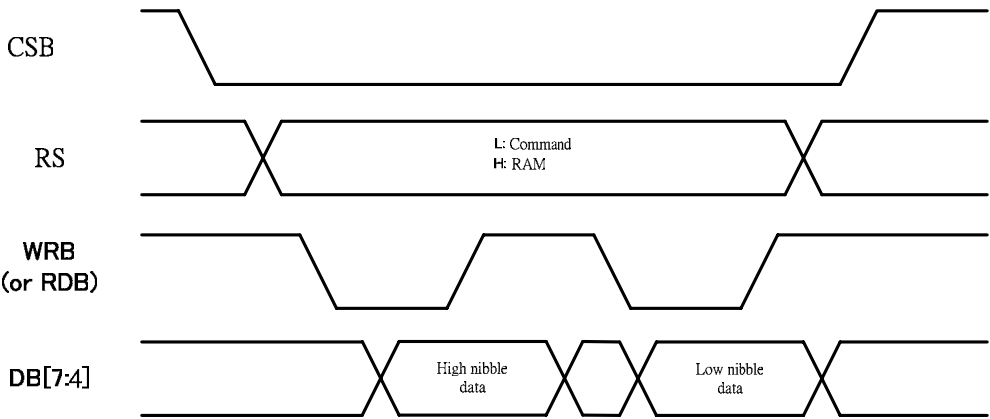 CSB
RS
L: Command
H: RAM
WRB
(or RDB)
DB[7:4]
High nibble
data
Low nibble
data